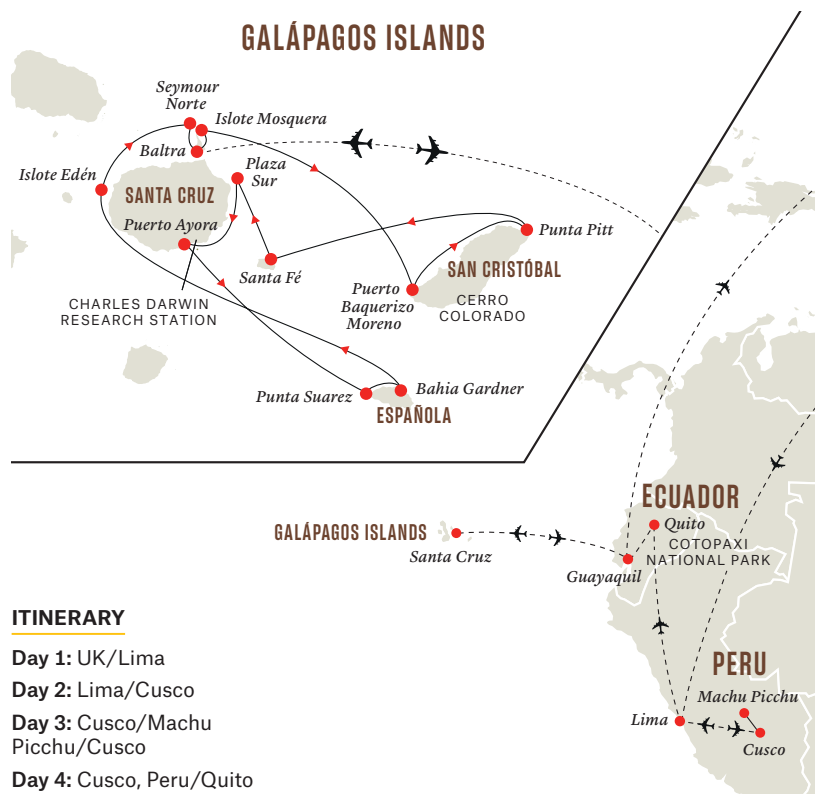 GALÁPAGOS ISLANDS
Seymour
Norte
Islote Mosquera
Baltra
Plaza
Sur
Islote Edén
SANTA CRUZ
Puerto Ayora
Punta Pitt
SAN CRISTÓBAL
Santa Fé
Puerto
Baquerizo
Moreno
CERRO
COLORADO
CHARLES DARWIN
RESEARCH STATION
Punta Suarez
Bahia Gardner
ESPAÑOLA
ECUADOR
Quito
COTOPAXI
NATIONAL PARK
GALÁPAGOS ISLANDS
Santa Cruz
Guayaquil
PERU
Machu Picchu
Lima
Cusco
ITINERARY
Day 1: UK/Lima
Day 2: Lima/Cusco
Day 3: Cusco/Machu
Picchu/Cusco
Day 4: Cusco, Peru/Quito